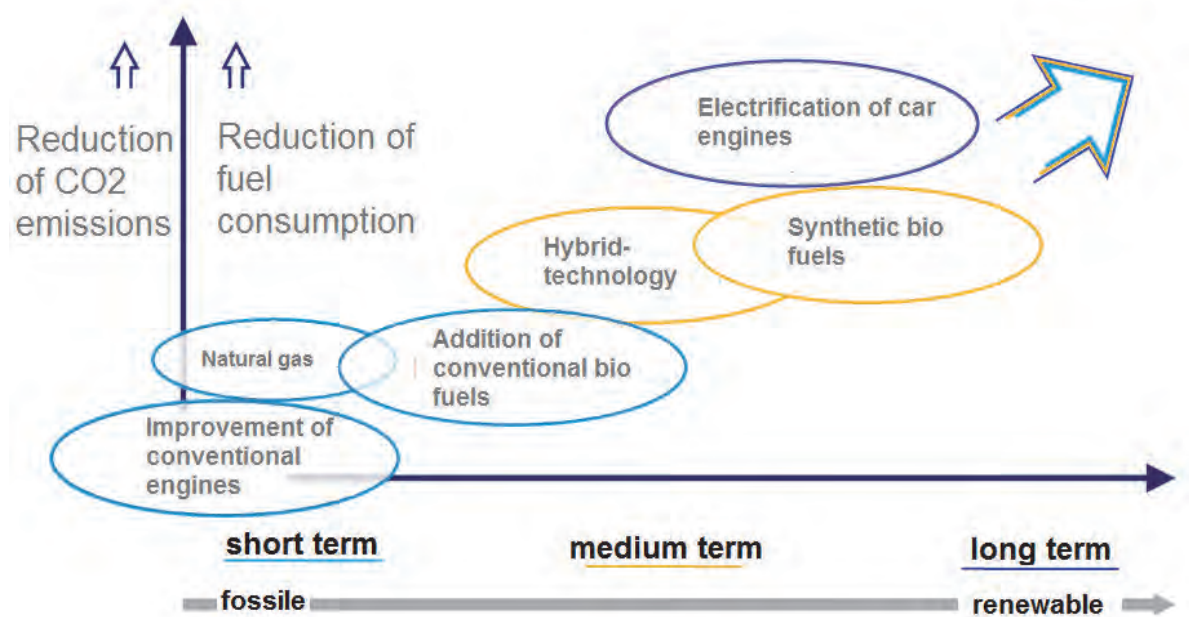 Reduction
of CO2
emissions
Reduction of
fuel
consumption
Electrification of car
engines
Synthetic bio
fuels
Hybrid-
technology
Natural gas
Addition of
conventional bio
fuels
Improvement of
conventional
engines
short term
medium term
long term
fossile
renewable